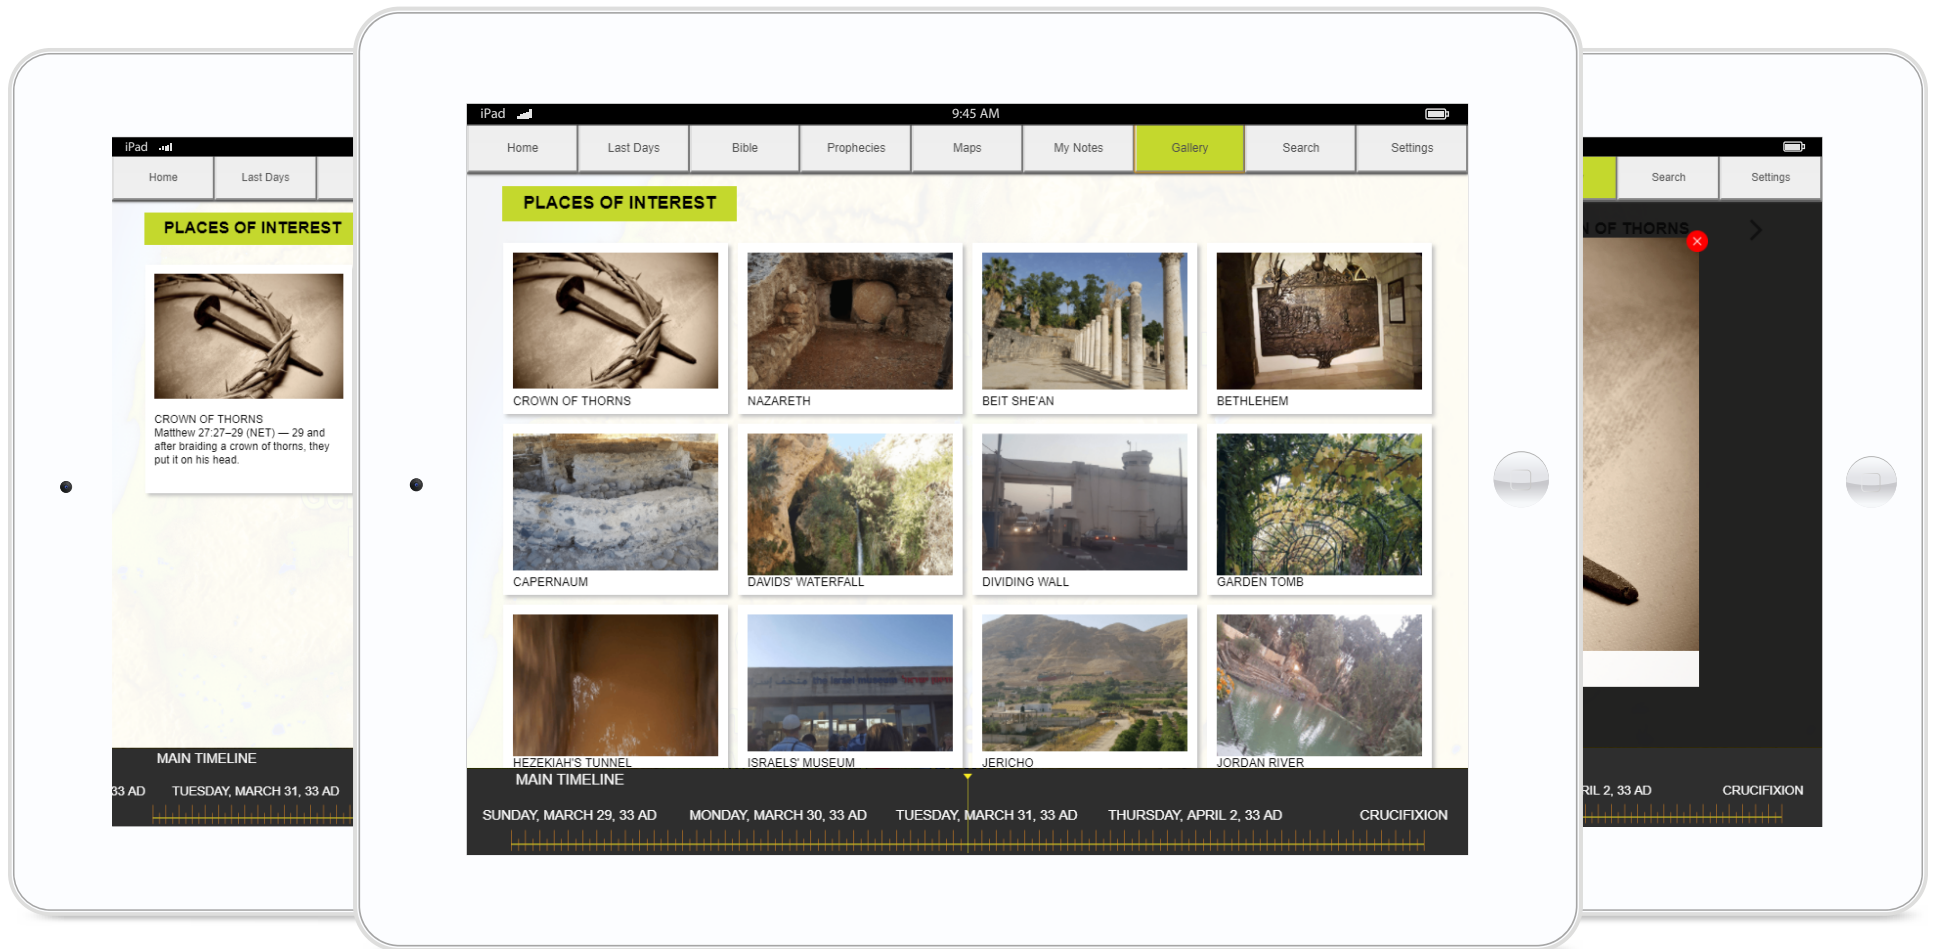 iPad
Home
Last Days
PLACES OF INTEREST
CROWN OF THORNS
Matthew 27:27–29 (NET) — 29 and
after braiding a crown of thorns, they
put it on his head.
MAIN TIMELINE
33 AD
TUESDAY, MARCH 31, 33 AD
iPad
9:45 AM
Home
Last Days
Bible
Prophecies
Maps
My Notes
Gallery
Search
Settings
PLACES OF INTEREST
CROWN OF THORNS
NAZARETH
BEIT SHE'AN
BETHLEHEM
CAPERNAUM
DAVIDS' WATERFALL
DIVIDING WALL
GARDEN TOMB
the israel museum
HEZEKIAH'S TUNNEL
ISRAELS' MUSEUM
JERICHO
JORDAN RIVER
MAIN TIMELINE
SUNDAY, MARCH 29, 33 AD
MONDAY, MARCH 30, 33 AD
TUESDAY, MARCH 31, 33 AD
THURSDAY, APRIL 2, 33 AD
CRUCIFIXION
Search
Settings
N OF THORNS
RIL 2, 33 AD
CRUCIFIXION